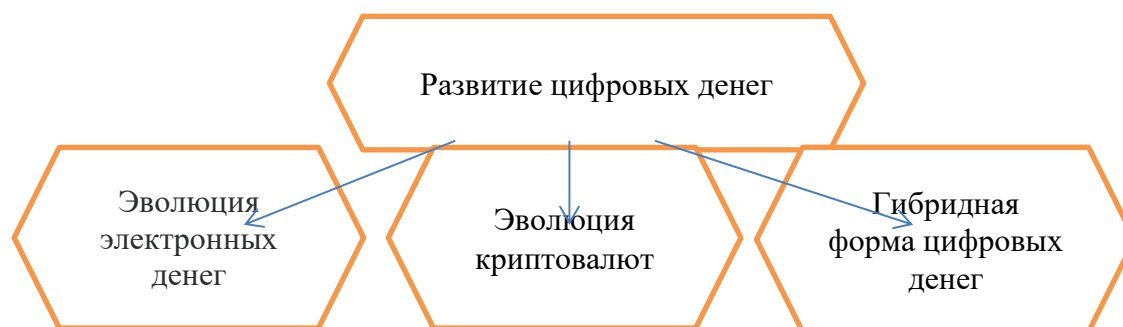 Развитие цифровых денег
Эволюция
электронных
денег
Эволюция
криптовалют
Гибридная
форма цифровых
денег